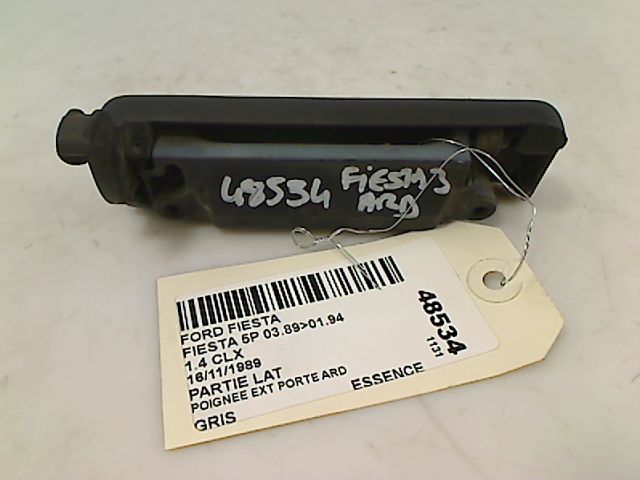 48534 FiESTA 3
ARD
FORD FIESTA
FIESTA 5P 03.89>01.94
1.4 CLX
16/11/1989
PARTIE LAT
POIGNEE EXT PORTE ARD
ESSENCE
GRIS
48534
1131